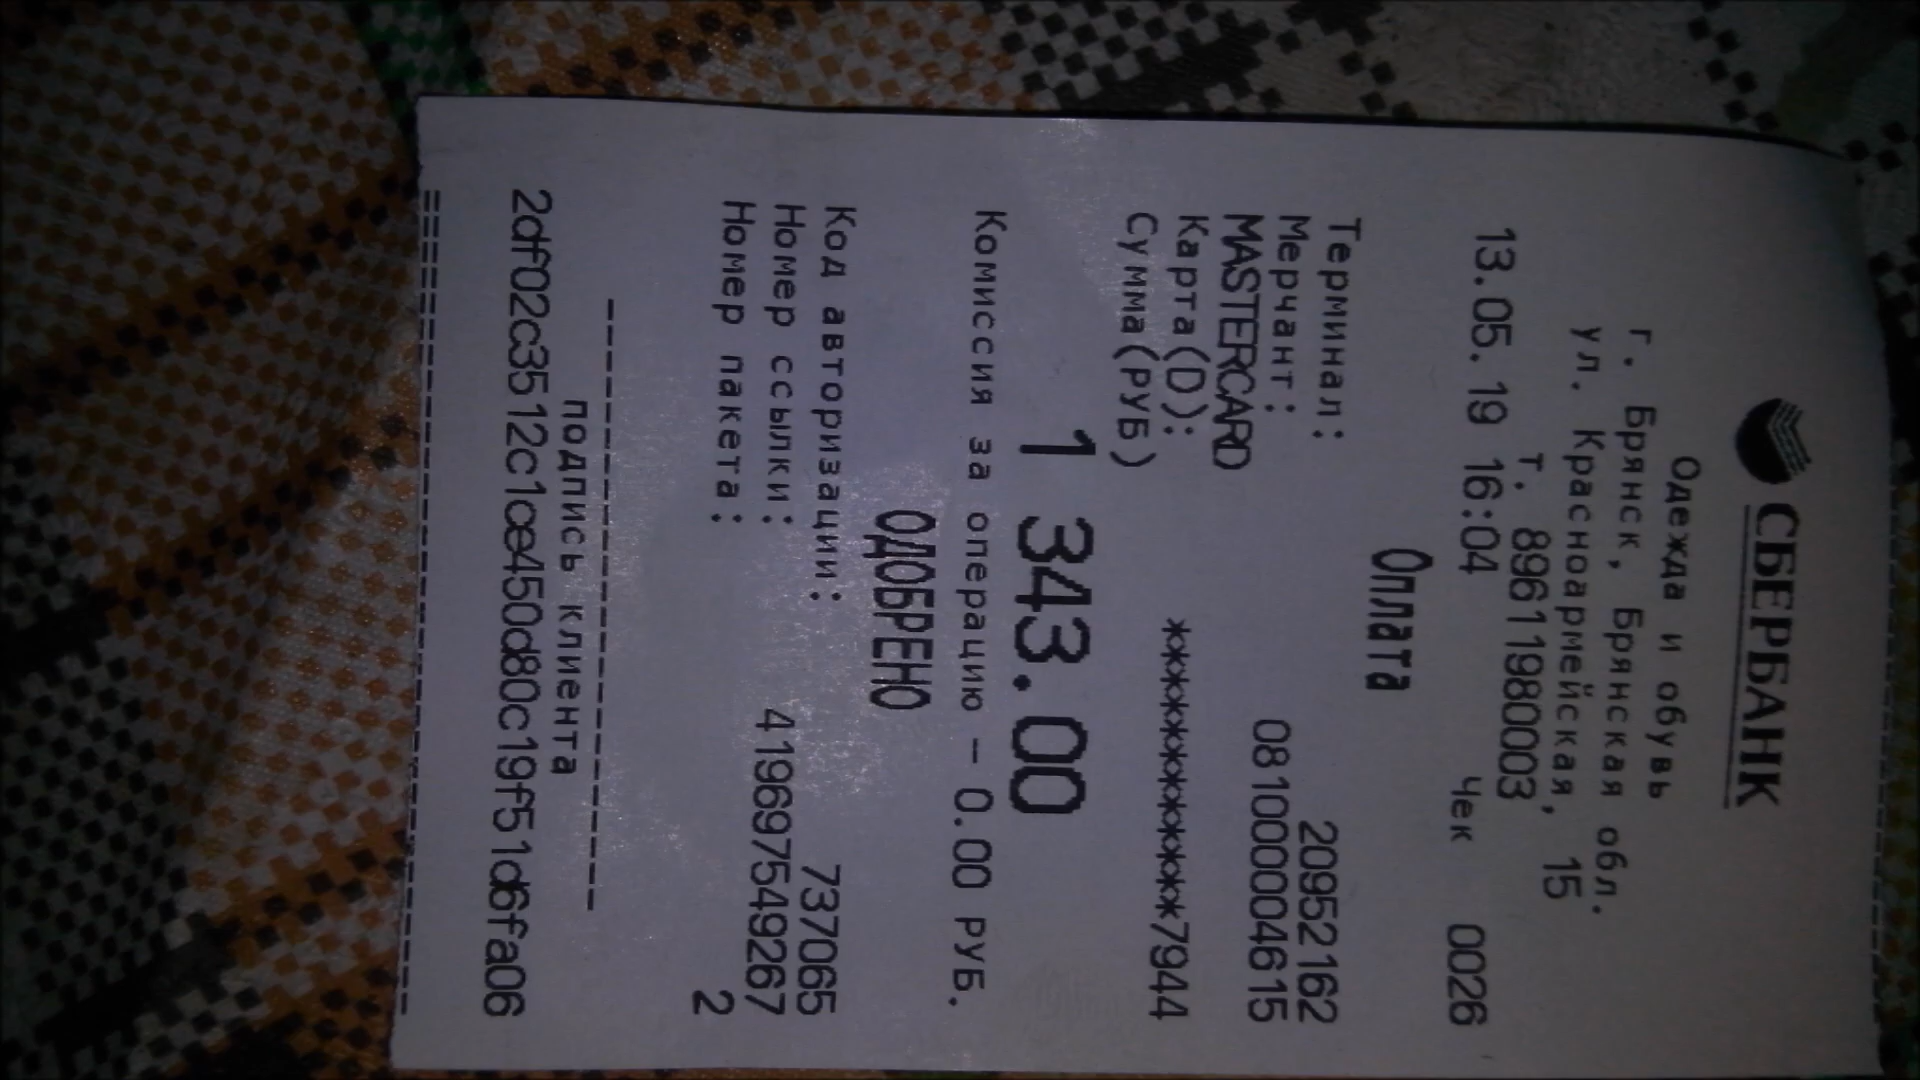 СБЕРБАНК
Одежда и обувь
г. Брянск, Брянская обл.
ул. Красноармейская, 15
т. 89611980003
13.05.19 16:04 Чек 0026
Оплата
Терминал: 20952162
Мерчант: 081000004615
MASTERCARD
Карта(D): ************7944
Сумма(РУБ)
1 343.00
Комиссия за операцию – 0.00 РУБ.
ОДОБРЕНО
Код авторизации: 737065
Номер ссылки: 419697549267
Номер пакета: 2
подпись клиента
2df02c3512c1ce450d80c19f51d6fa06